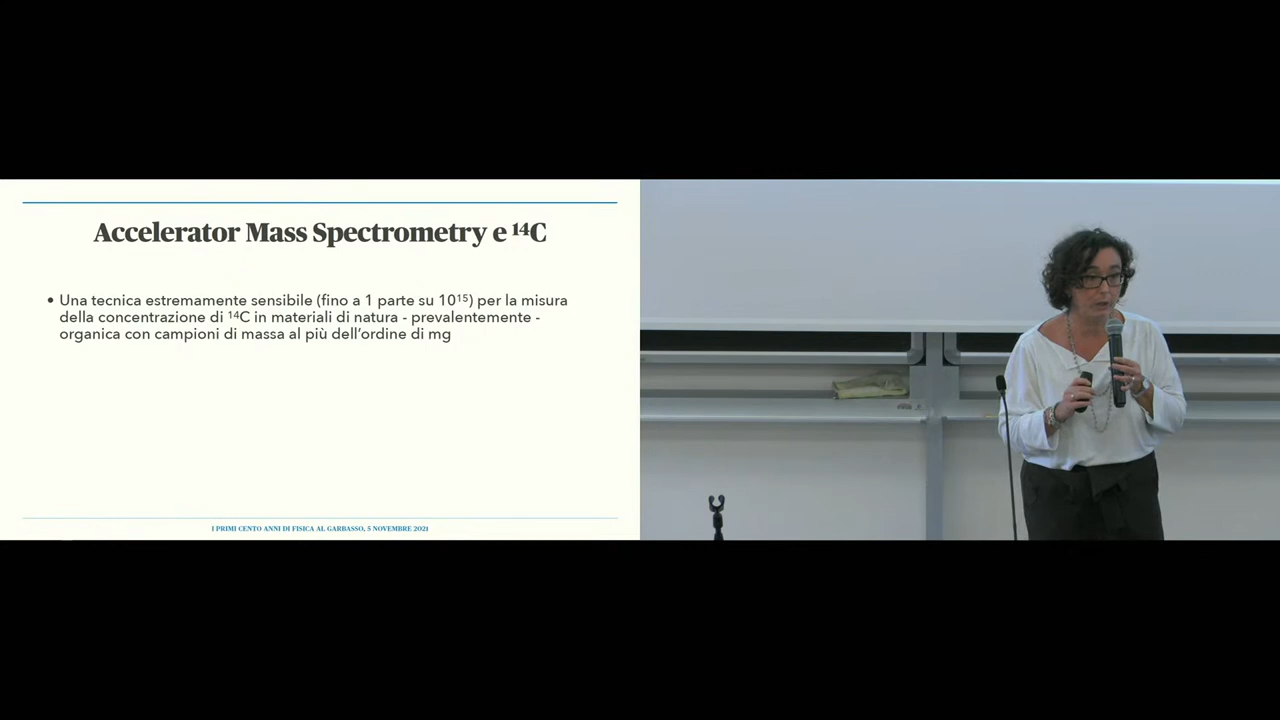 Accelerator Mass Spectrometry e ¹⁴C
• Una tecnica estremamente sensibile (fino a 1 parte su 10¹⁵) per la misura
della concentrazione di ¹⁴C in materiali di natura - prevalentemente -
organica con campioni di massa al più dell'ordine di mg
I PRIMI CENTO ANNI DI FISICA AL GARBASSO, 5 NOVEMBRE 2021